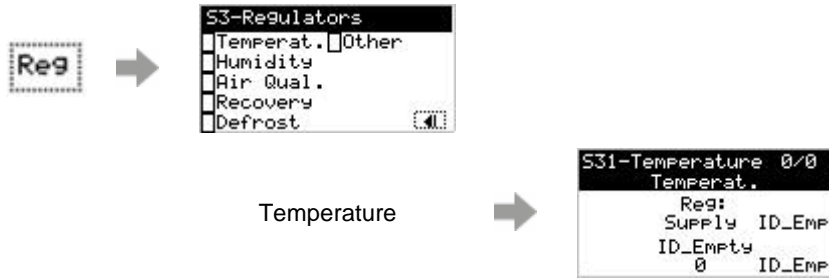 Reg
S3-Regulators
Temperat. Other
Humidity
Air Qual.
Recovery
Defrost
Temperature
S31-Temperature 0/0
Temperat.
Reg:
Supply ID_Emp
ID_Empty
0 ID_Emp